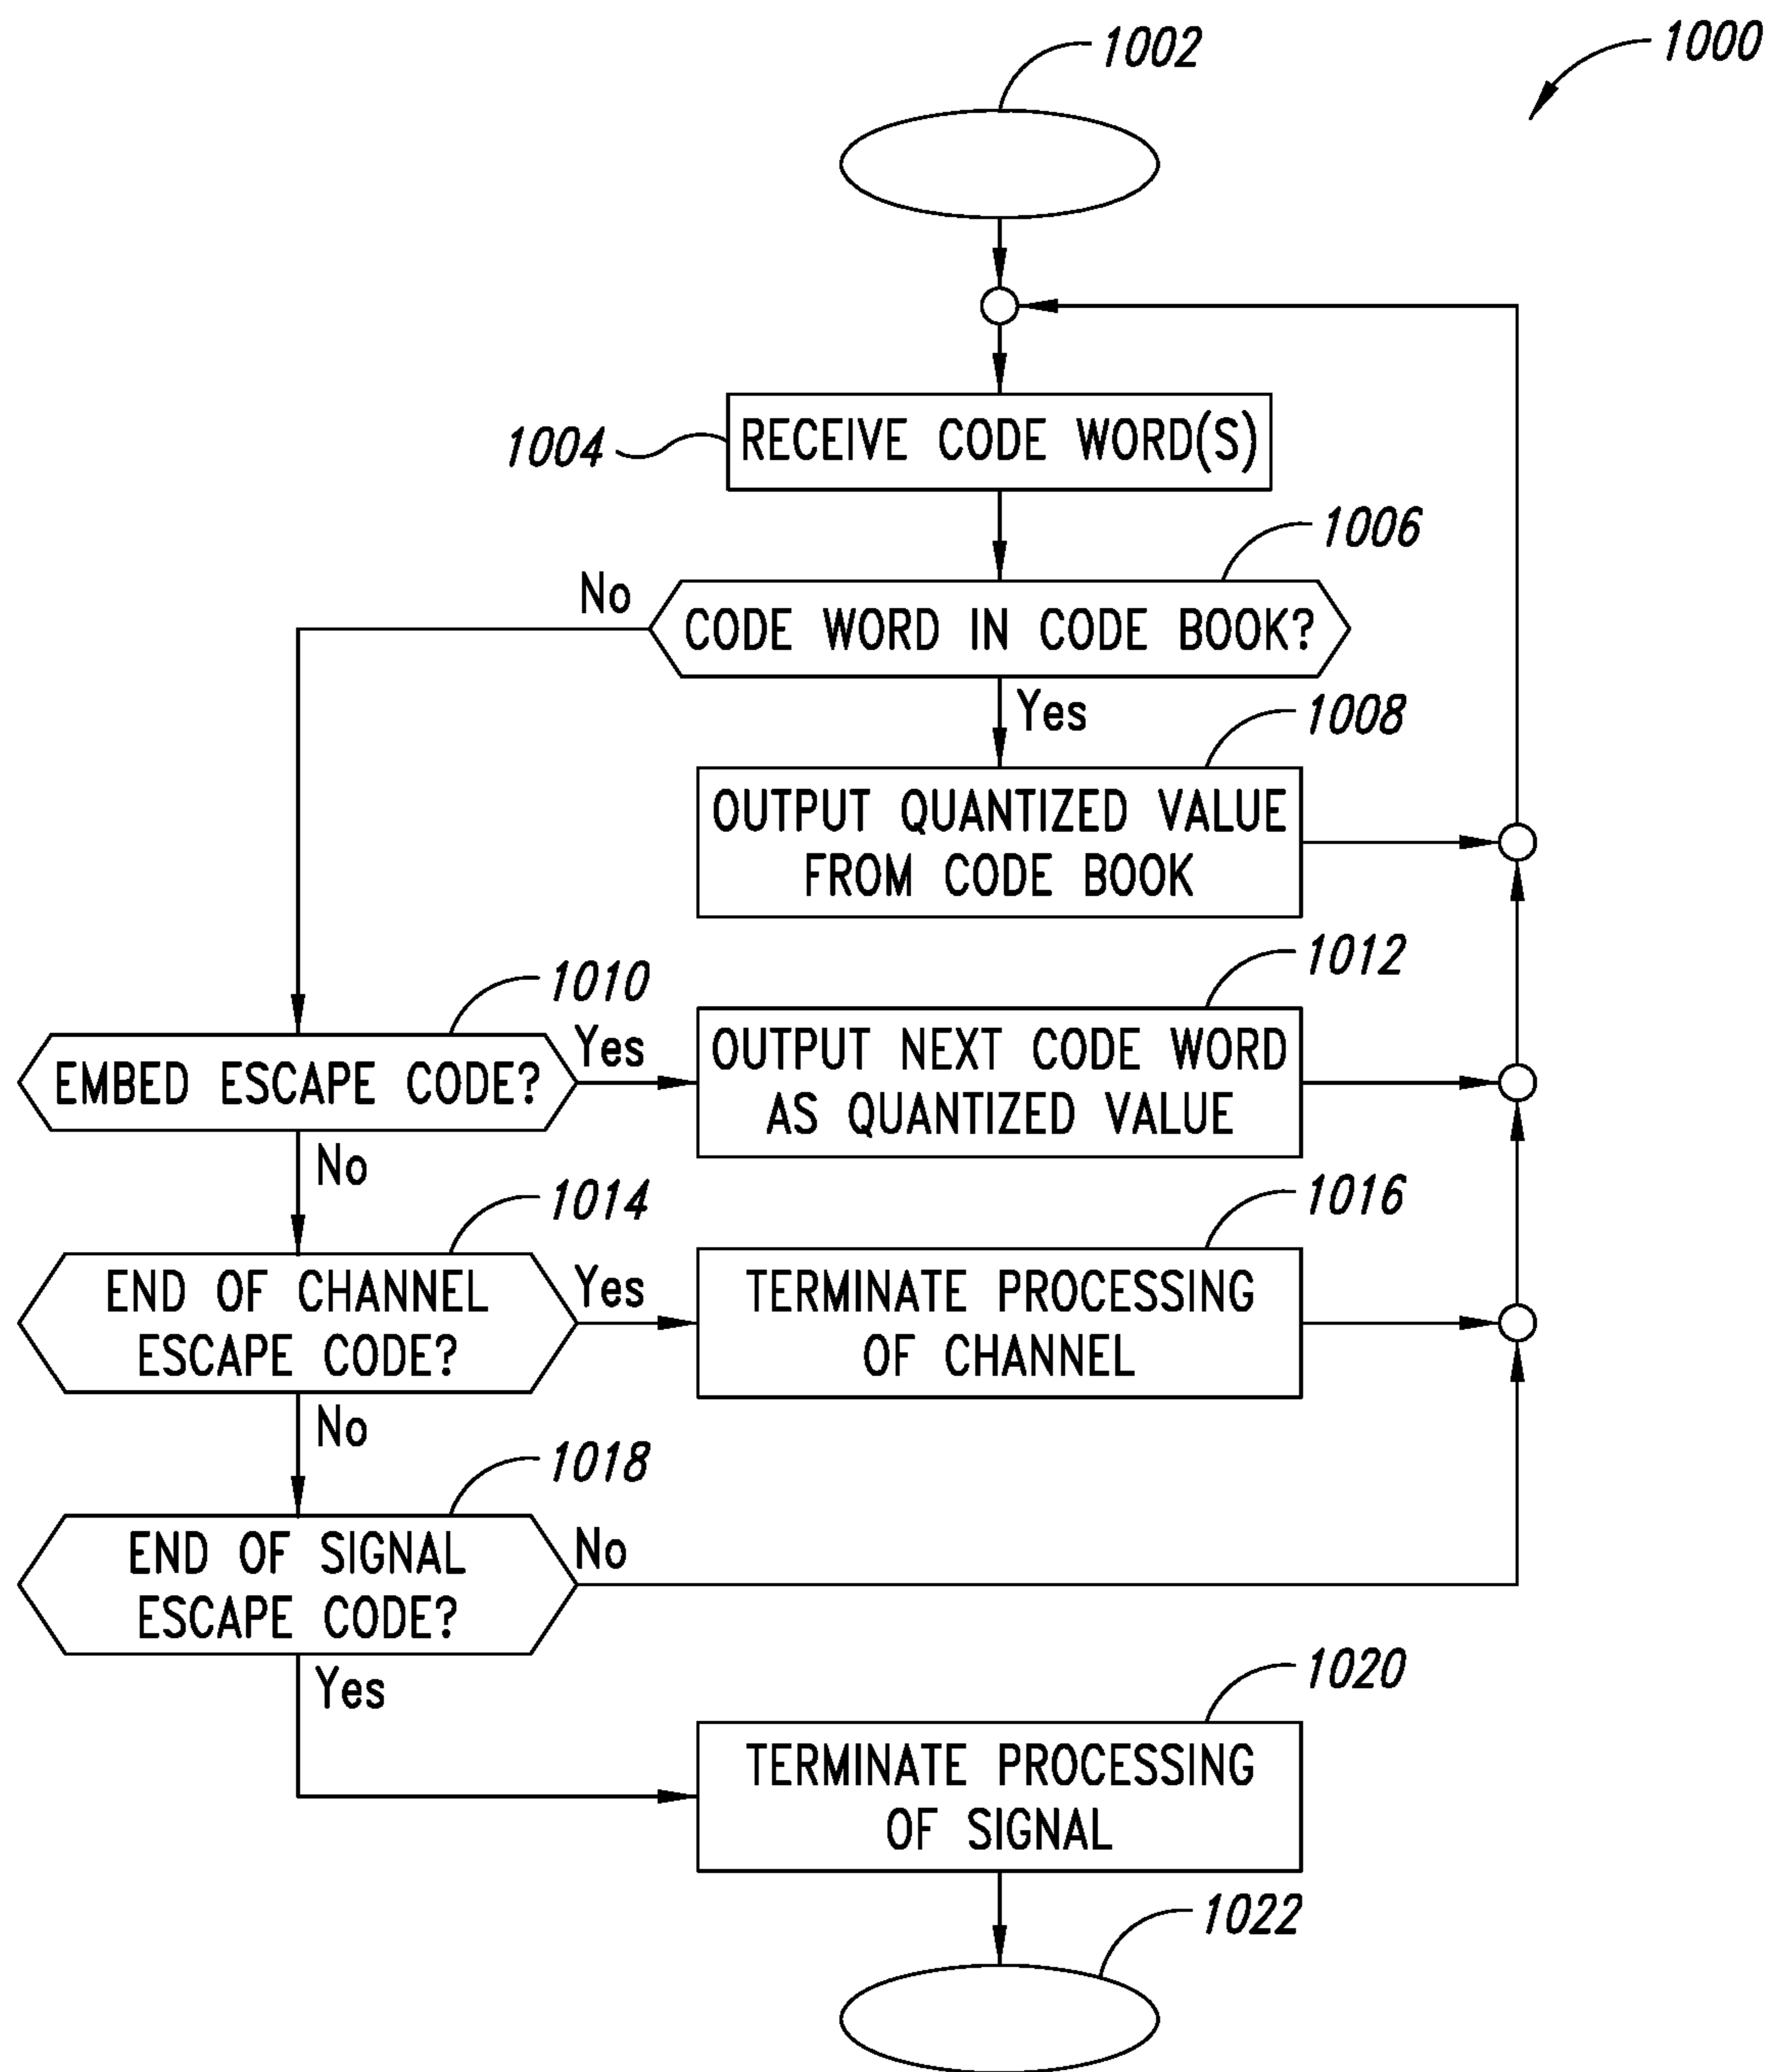 1002
1000
1004
RECEIVE CODE WORD(S)
1006
No
CODE WORD IN CODE BOOK?
Yes
1008
OUTPUT QUANTIZED VALUE
FROM CODE BOOK
1010
1012
EMBED ESCAPE CODE?
Yes
OUTPUT NEXT CODE WORD
AS QUANTIZED VALUE
No
1014
1016
END OF CHANNEL
ESCAPE CODE?
Yes
TERMINATE PROCESSING
OF CHANNEL
No
1018
END OF SIGNAL
ESCAPE CODE?
No
Yes
1020
TERMINATE PROCESSING
OF SIGNAL
1022